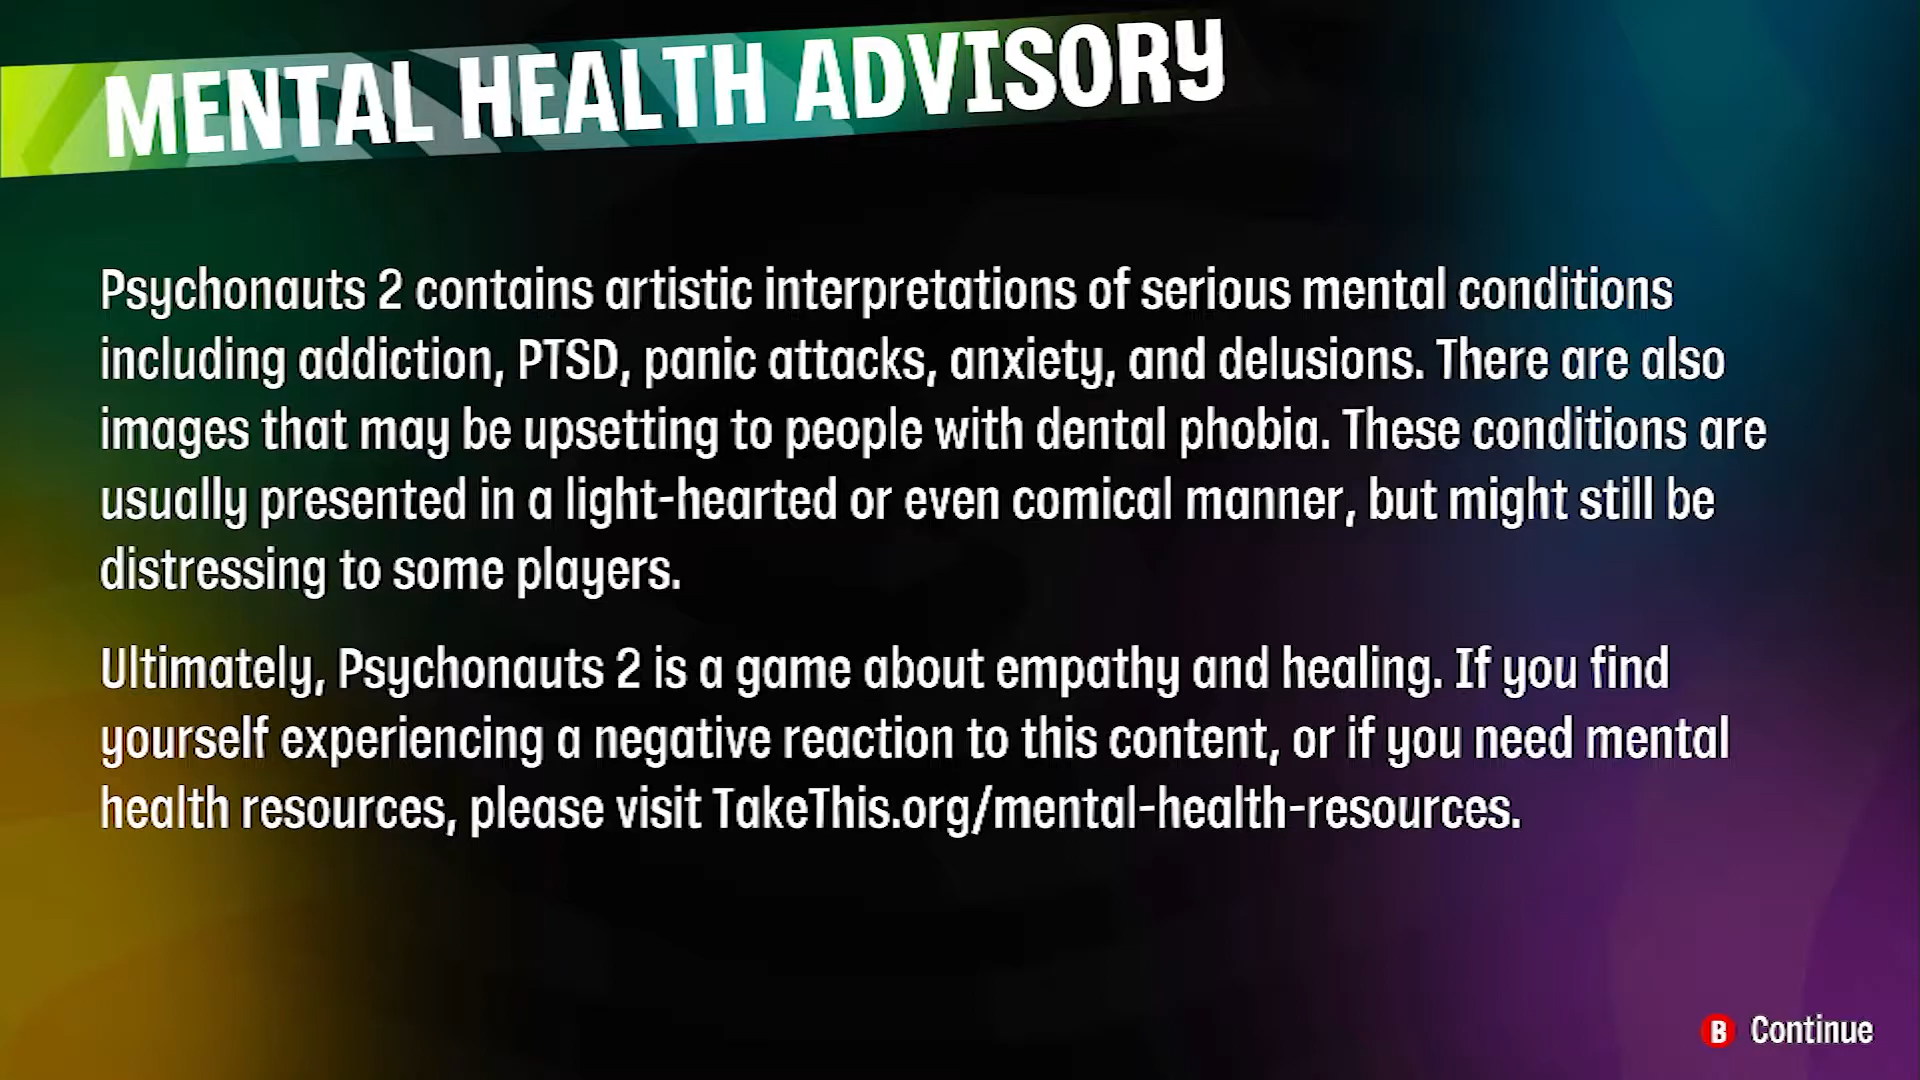 MENTAL HEALTH ADVISORY
Psychonauts 2 contains artistic interpretations of serious mental conditions
including addiction, PTSD, panic attacks, anxiety, and delusions. There are also
images that may be upsetting to people with dental phobia. These conditions are
usually presented in a light-hearted or even comical manner, but might still be
distressing to some players.
Ultimately, Psychonauts 2 is a game about empathy and healing. If you find
yourself experiencing a negative reaction to this content, or if you need mental
health resources, please visit TakeThis.org/mental-health-resources.
B Continue